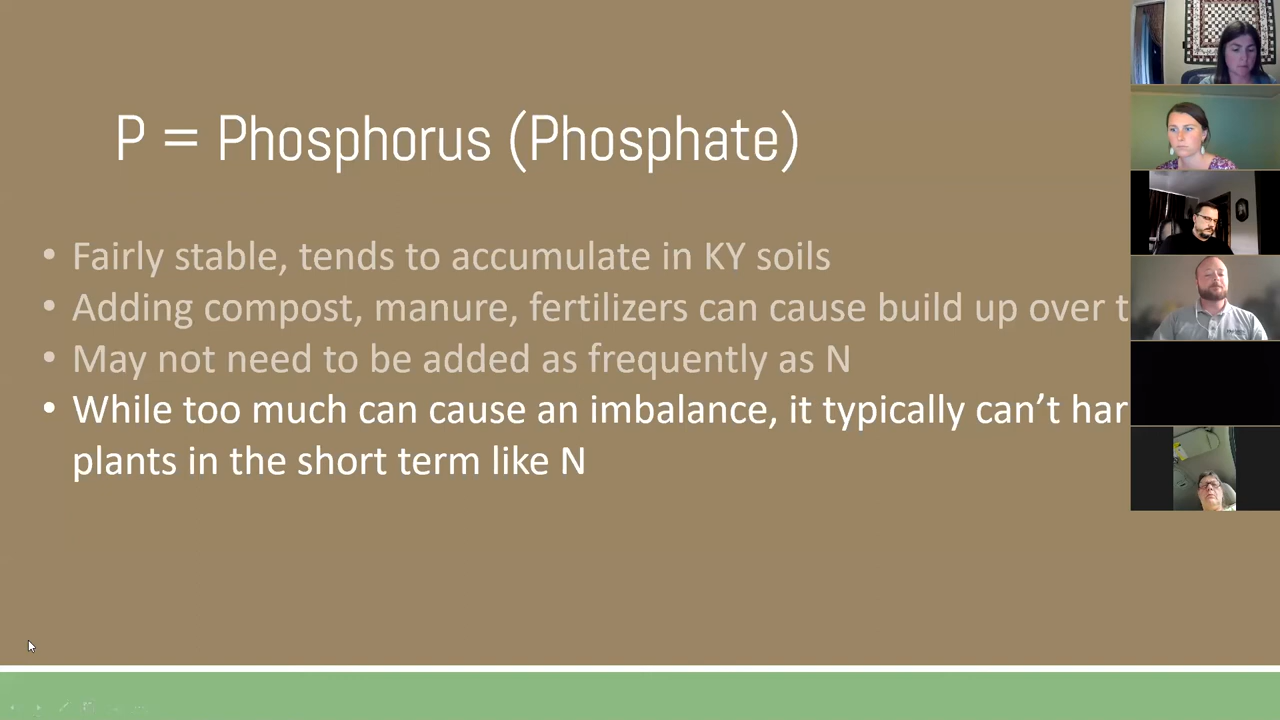 P = Phosphorus (Phosphate)
• Fairly stable, tends to accumulate in KY soils
• Adding compost, manure, fertilizers can cause build up over t
• May not need to be added as frequently as N
• While too much can cause an imbalance, it typically can’t har
plants in the short term like N